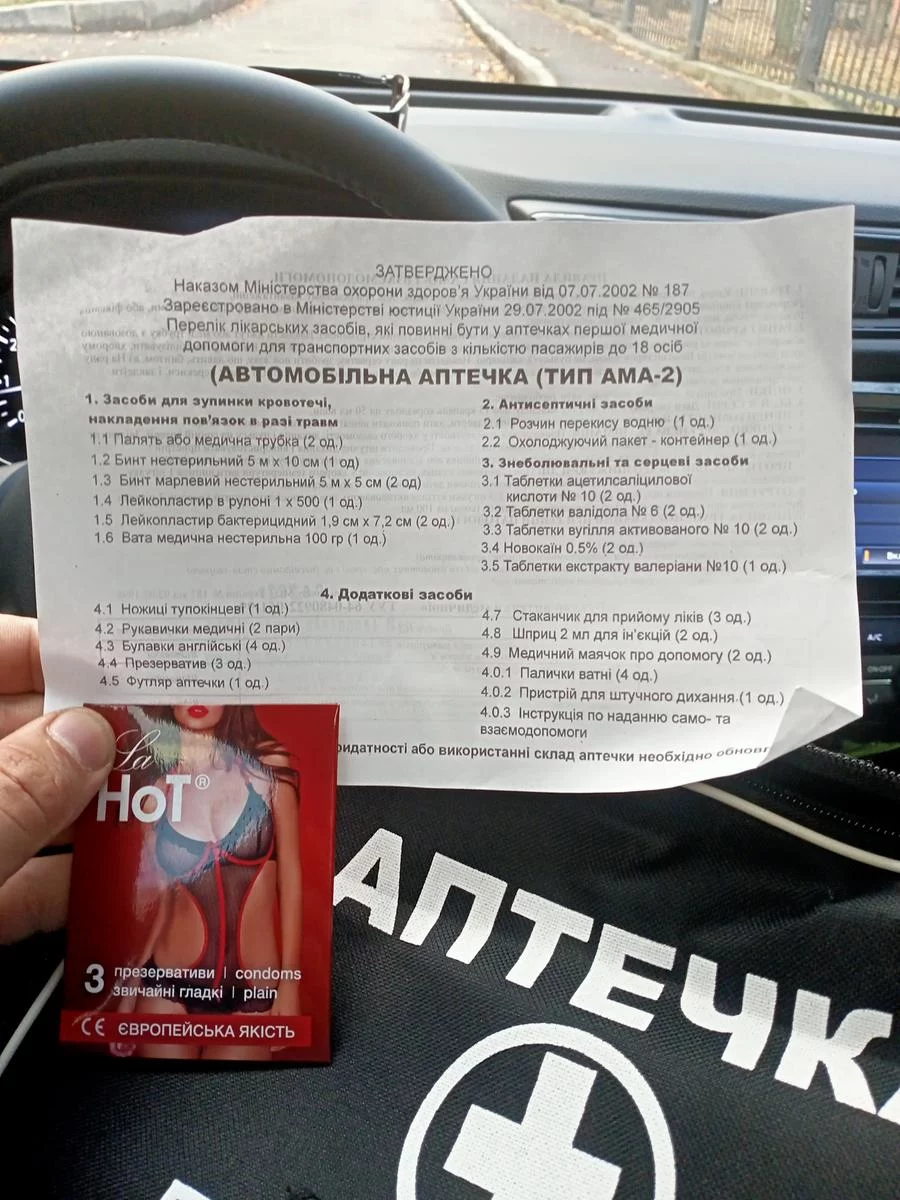 ЗАТВЕРДЖЕНО
Наказом Міністерства охорони здоров'я України від 07.07.2002 № 187
Зареєстровано в Міністерстві юстиції України 29.07.2002 під № 465/2905
Перелік лікарських засобів, які повинні бути у аптечках першої медичної
допомоги для транспортних засобів з кількістю пасажирів до 18 осіб
(АВТОМОБІЛЬНА АПТЕЧКА (ТИП АМА-2)
1. Засоби для зупинки кровотечі,
накладення пов'язок в разі травм
1.1 Палять або медична трубка (2 од.)
1.2 Бинт нестерильний 5 м х 10 см (1 од)
1.3 Бинт марлевий нестерильний 5 м х 5 см (2 од)
1.4 Лейкопластир в рулоні 1 х 500 (1 од.)
1.5 Лейкопластир бактерицидний 1,9 см х 7,2 см (2 од.)
1.6 Вата медична нестерильна 100 гр (1 од.)
2. Антисептичні засоби
2.1 Розчин перекису водню (1 од.)
2.2 Охолоджуючий пакет - контейнер (1 од.)
3. Знеболювальні та серцеві засоби
3.1 Таблетки ацетилсаліцилової
кислоти № 10 (2 од.)
3.2 Таблетки валідола № 6 (2 од.)
3.3 Таблетки вугілля активованого № 10 (2 од.)
3.4 Новокаїн 0.5% (2 од.)
3.5 Таблетки екстракту валеріани №10 (1 од.)
4. Додаткові засоби
4.1 Ножиці тупокінцеві (1 од.)
4.2 Рукавички медичні (2 пари)
4.3 Булавки англійські (4 од.)
4.4 Презерватив (3 од.)
4.5 Футляр аптечки (1 од.)
4.7 Стаканчик для прийому ліків (3 од.)
4.8 Шприц 2 мл для ін'єкцій (2 од.)
4.9 Медичний маячок про допомогу (2 од.)
4.0.1 Палички ватні (4 од.)
4.0.2 Пристрій для штучного дихання.(1 од.)
4.0.3 Інструкція по наданню само- та
взаємодопомоги
ридатності або використанні склад аптечки необхідно обнов
La
HoT®
3 презервативи | condoms
звичайні гладкі | plain
CE ЄВРОПЕЙСЬКА ЯКІСТЬ
АПТЕЧКА
A/C
ON•OFF